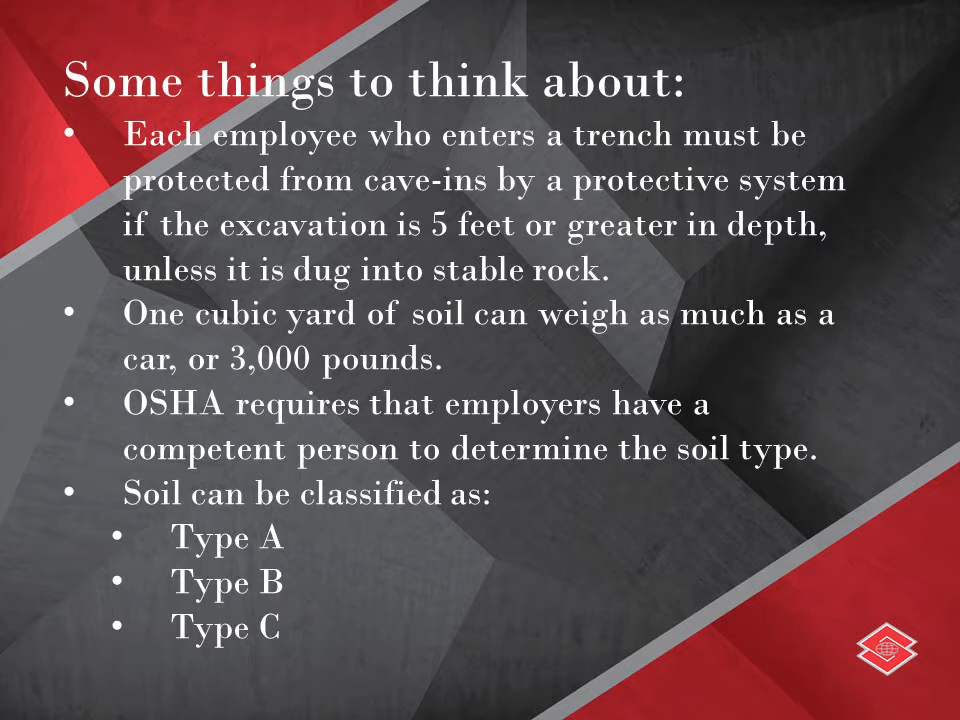 Some things to think about:
• Each employee who enters a trench must be
protected from cave-ins by a protective system
if the excavation is 5 feet or greater in depth,
unless it is dug into stable rock.
• One cubic yard of soil can weigh as much as a
car, or 3,000 pounds.
• OSHA requires that employers have a
competent person to determine the soil type.
• Soil can be classified as:
• Type A
• Type B
• Type C